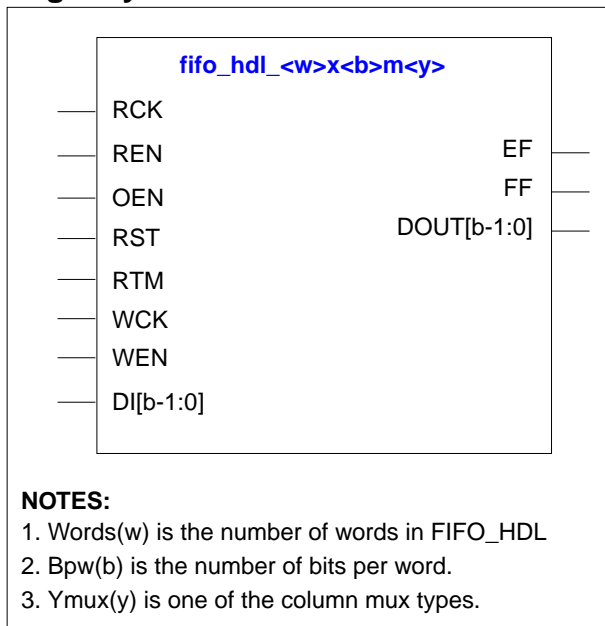 fifo_hdl_<w>x<b>m<y>
RCK
REN
OEN
RST
RTM
WCK
WEN
DI[b-1:0]
EF
FF
DOUT[b-1:0]
NOTES:
1. Words(w) is the number of words in FIFO_HDL
2. Bpw(b) is the number of bits per word.
3. Ymux(y) is one of the column mux types.